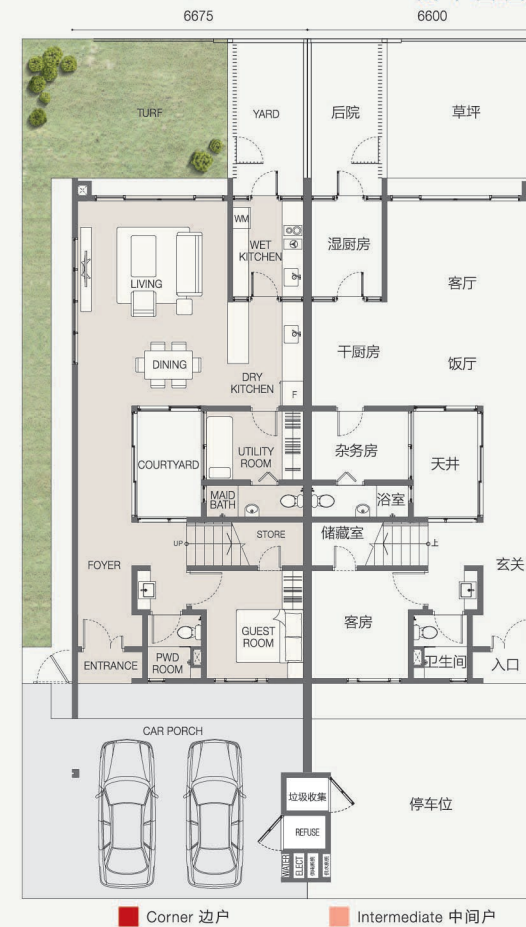 6675
6600
TURF
YARD
后院
草坪
WM
WET
KITCHEN
湿厨房
LIVING
客厅
干厨房
饭厅
DINING
DRY
KITCHEN
F
COURTYARD
UTILITY
ROOM
杂务房
天井
MAID
BATH
浴室
UP
STORE
储藏室
上
FOYER
玄关
GUEST
ROOM
客房
ENTRANCE
PWD
ROOM
卫生间
入口
CAR PORCH
垃圾收集
停车位
REFUSE
WATER
ELECT
Corner 边户
Intermediate 中间户